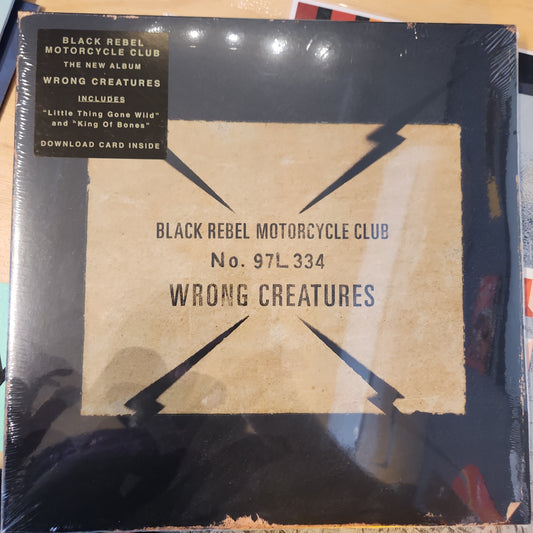 BLACK REBEL
MOTORCYCLE CLUB
THE NEW ALBUM
WRONG CREATURES
INCLUDES
"Little Thing Gone Wild"
and "King Of Bones"
DOWNLOAD CARD INSIDE
BLACK REBEL MOTORCYCLE CLUB
No. 97L 334
WRONG CREATURES